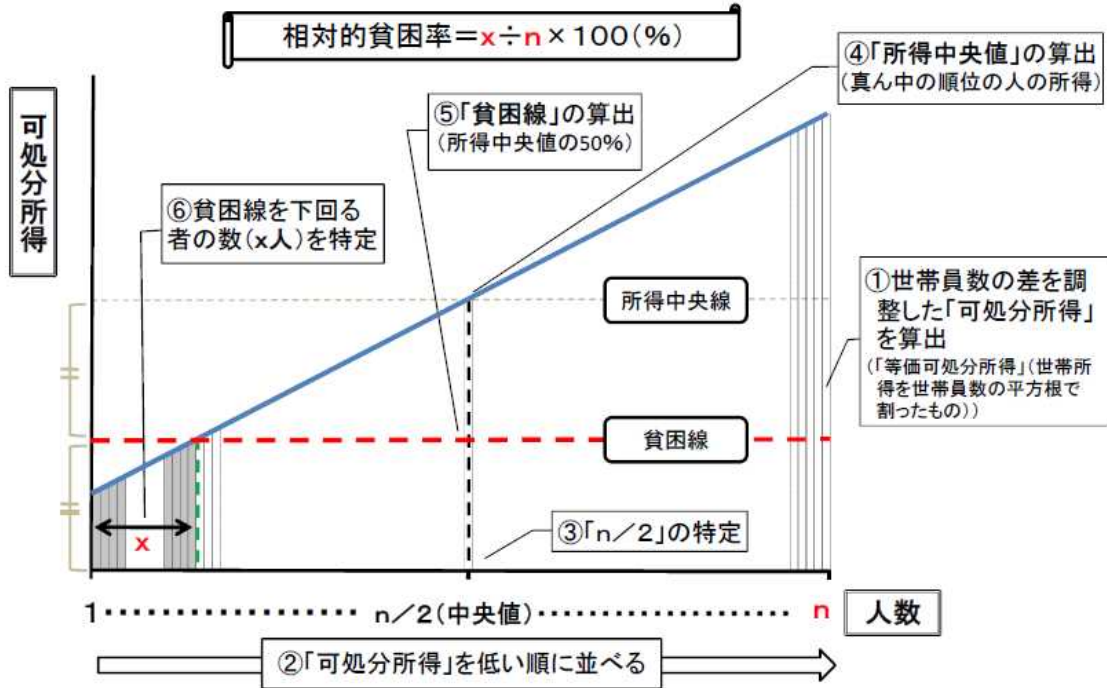 相対的貧困率=x÷n×100(%)
④「所得中央値」の算出
(真ん中の順位の人の所得)
⑤「貧困線」の算出
(所得中央値の50%)
可処分所得
⑥貧困線を下回る
者の数(x人)を特定
所得中央線
①世帯員数の差を調
整した「可処分所得」
を算出
(「等価可処分所得」(世帯所
得を世帯員数の平方根で
割ったもの))
貧困線
x
③「n/2」の特定
1・・・・・・・・・・・・・・・・・n/2(中央値)・・・・・・・・・・・・・・・・・n
人数
②「可処分所得」を低い順に並べる